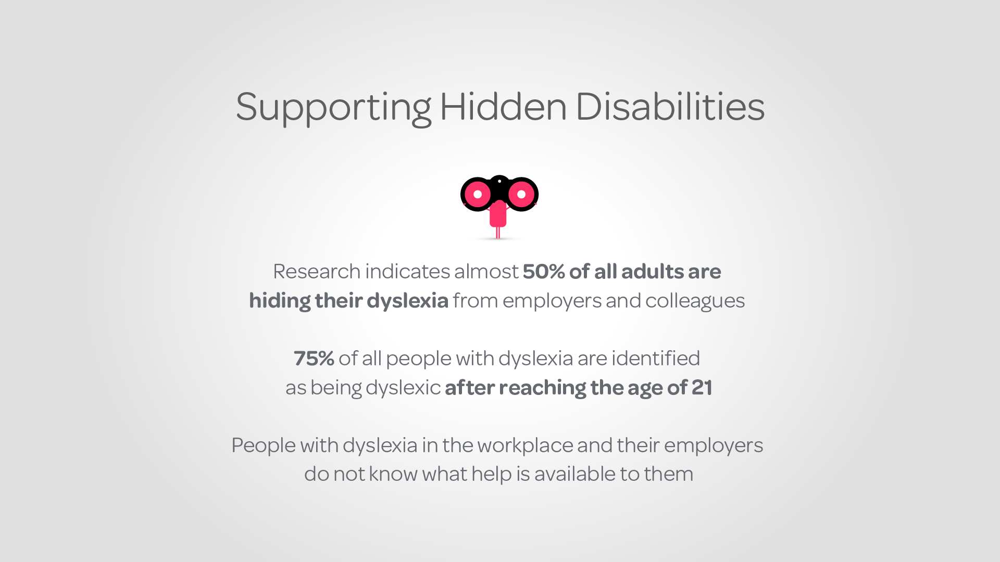 Supporting Hidden Disabilities
Research indicates almost 50% of all adults are
hiding their dyslexia from employers and colleagues
75% of all people with dyslexia are identified
as being dyslexic after reaching the age of 21
People with dyslexia in the workplace and their employers
do not know what help is available to them